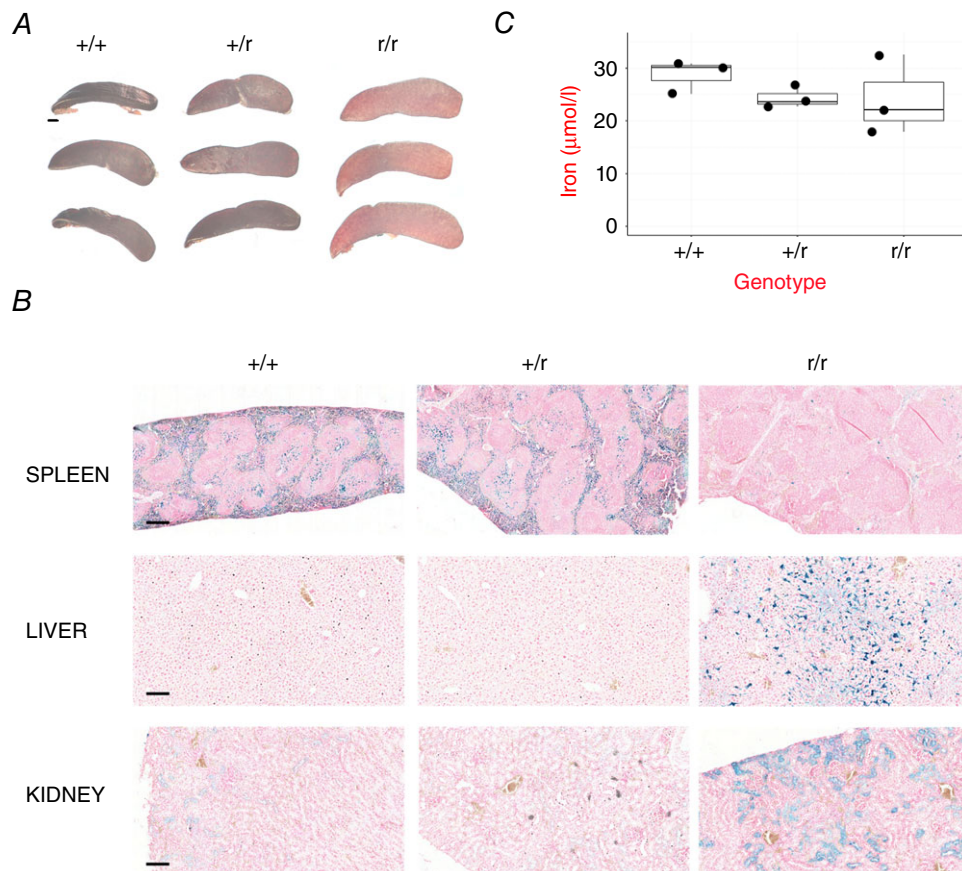 A
+/+ +/r r/r
C
Iron (μmol/l)
30
20
10
0
+/+ +/r r/r
Genotype
B
+/+ +/r r/r
SPLEEN
LIVER
KIDNEY